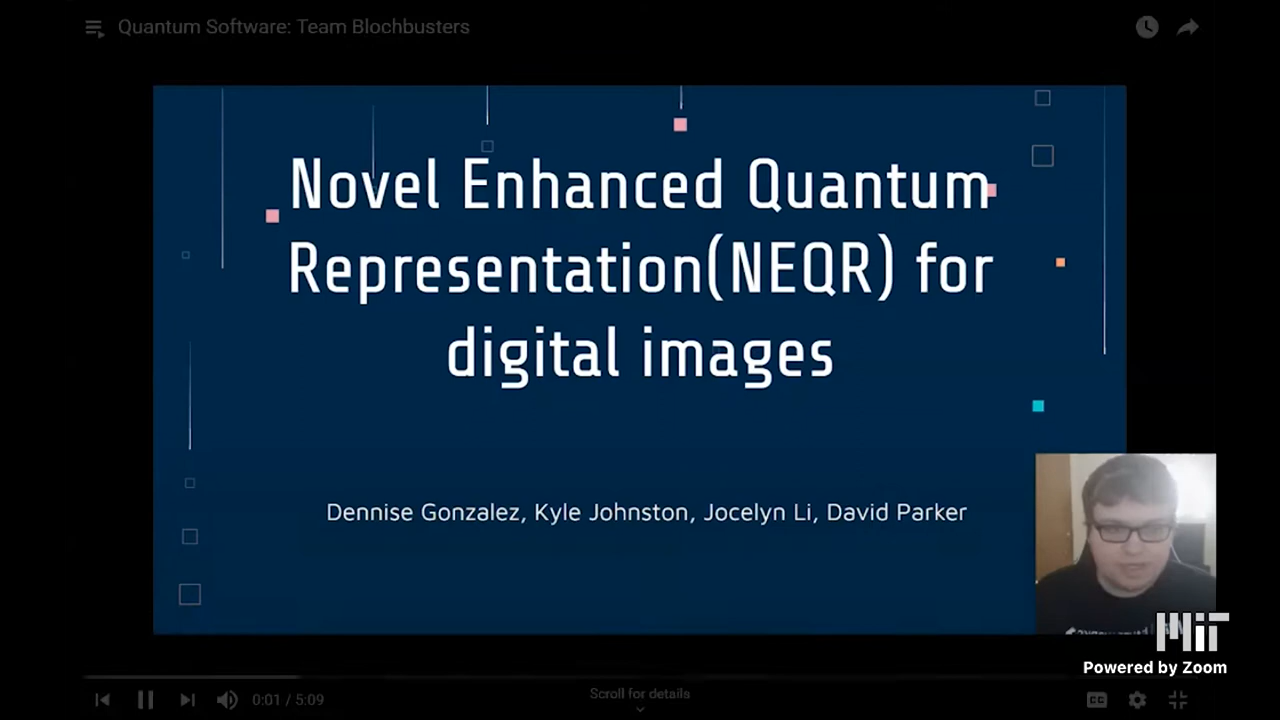 Quantum Software: Team Blochbusters
Novel Enhanced Quantum
Representation(NEQR) for
digital images
Dennise Gonzalez, Kyle Johnston, Jocelyn Li, David Parker
MIT
Powered by Zoom
0:01 / 5:09
Scroll for details
CC